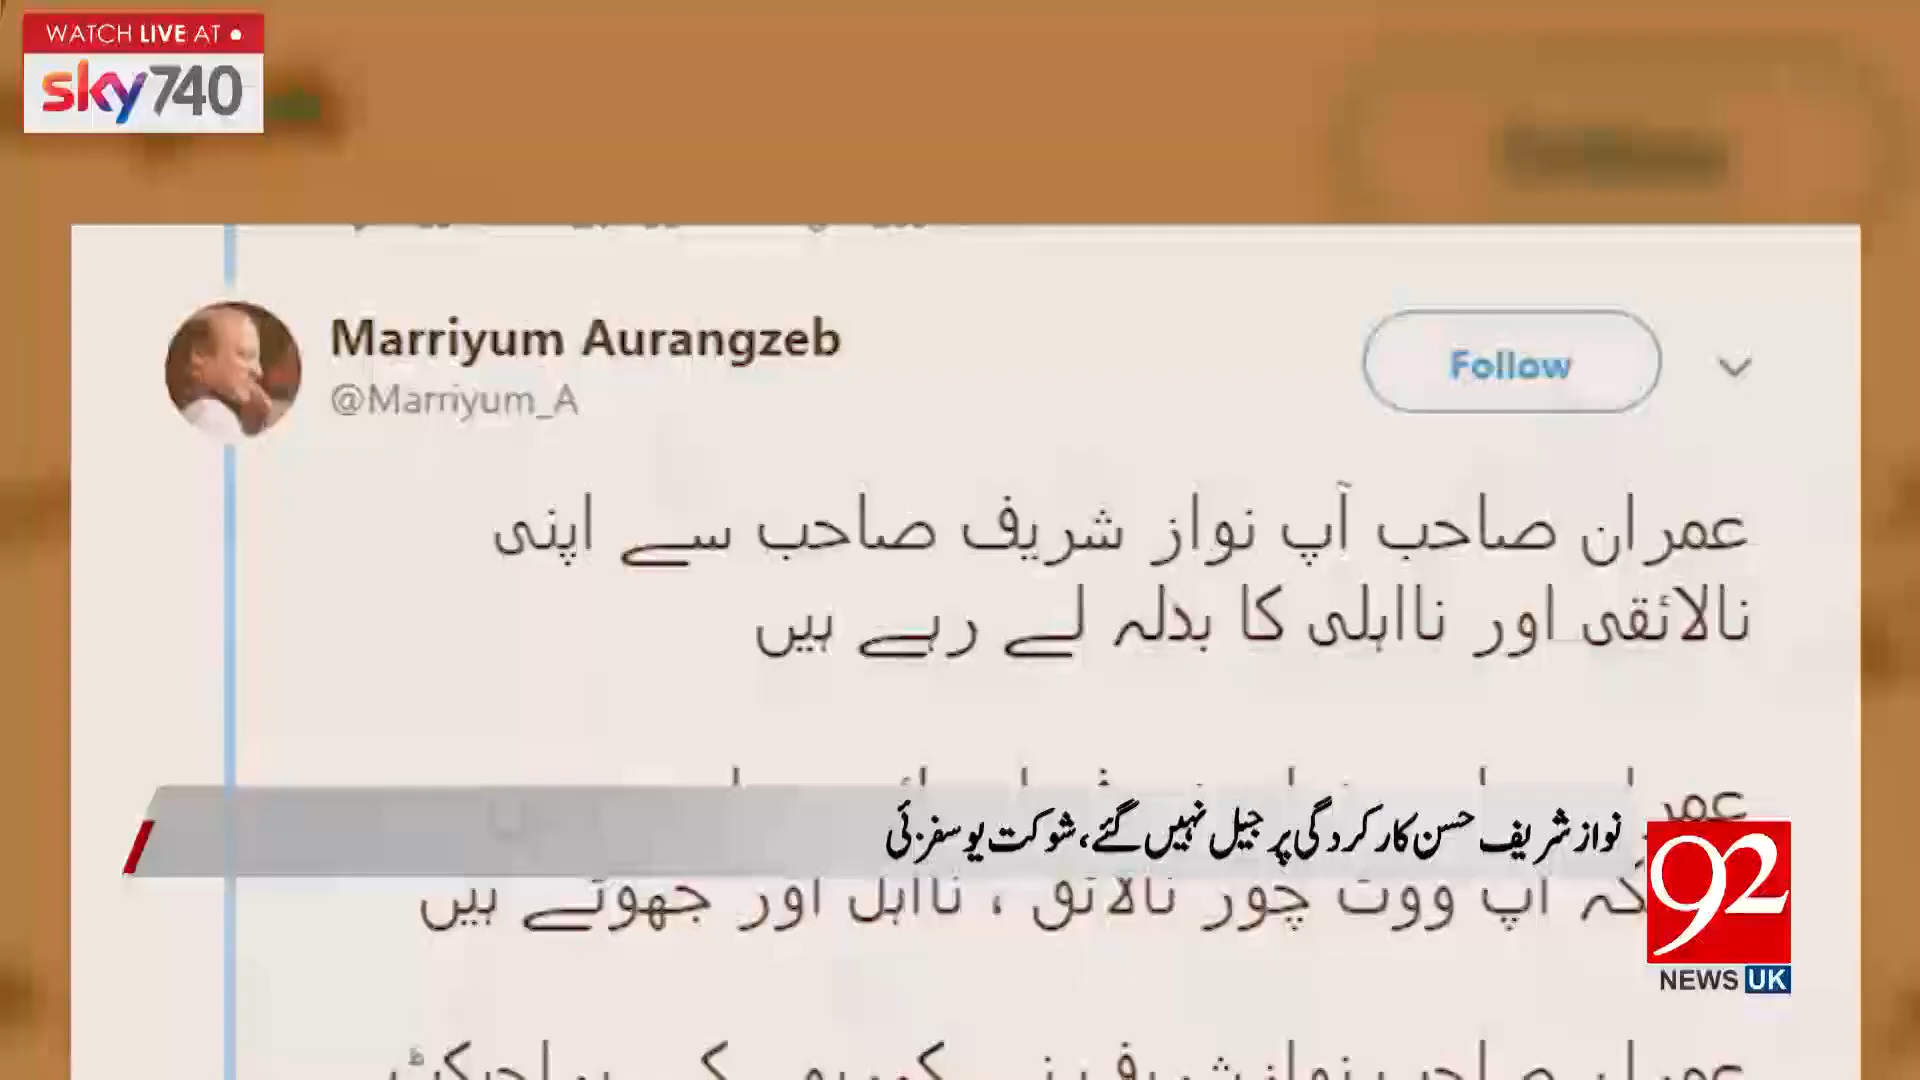 WATCH LIVE AT
sky740
Marriyum Aurangzeb
@Marriyum_A
Follow
عمران صاحب آپ نواز شریف صاحب سے اپنی
نالائقی اور نااہلی کا بدلہ لے رہے ہیں
نواز شریف حسن کارکردگی پر جیل نہیں گئے، شوکت یوسفزئی
کہ آپ ووٹ چور نالائق ، نااہل اور جھوٹے ہیں
92
NEWS UK